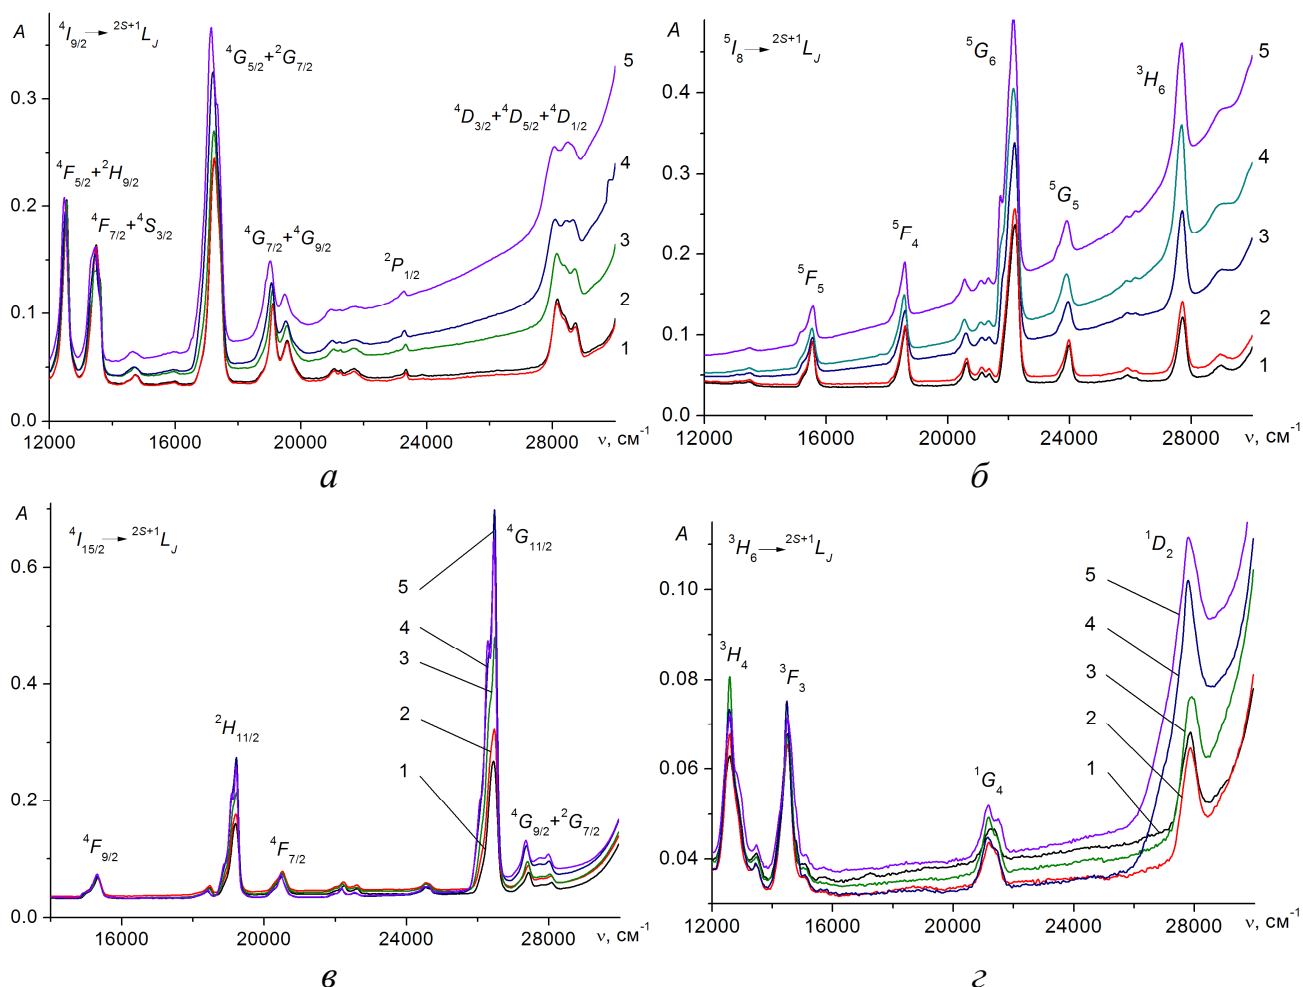 A
⁴I₉/₂ → ²ˢ⁺¹L_J
⁴F₅/₂+²H₉/₂
⁴F₇/₂+⁴S₃/₂
⁴G₅/₂+²G₇/₂
⁴G₇/₂+⁴G₉/₂
²P₁/₂
⁴D₃/₂+⁴D₅/₂+⁴D₁/₂
5
4
3
2
1
0.3
0.2
0.1
0.0
12000 16000 20000 24000 28000 ν, см⁻¹
а
A
⁵I₈ → ²ˢ⁺¹L_J
⁵F₅
⁵F₄
⁵G₆
⁵G₅
³H₆
5
4
3
2
1
0.4
0.3
0.2
0.1
0.0
12000 16000 20000 24000 28000 ν, см⁻¹
б
A
⁴I₁₅/₂ → ²ˢ⁺¹L_J
⁴F₉/₂
²H₁₁/₂
⁴F₇/₂
⁴G₁₁/₂
⁴G₉/₂+²G₇/₂
5
4
3
2
1
0.6
0.4
0.2
0.0
16000 20000 24000 28000 ν, см⁻¹
в
A
³H₆ → ²ˢ⁺¹L_J
³H₄
³F₃
¹G₄
¹D₂
5
4
3
2
1
0.10
0.08
0.06
0.04
12000 16000 20000 24000 28000 ν, см⁻¹
г